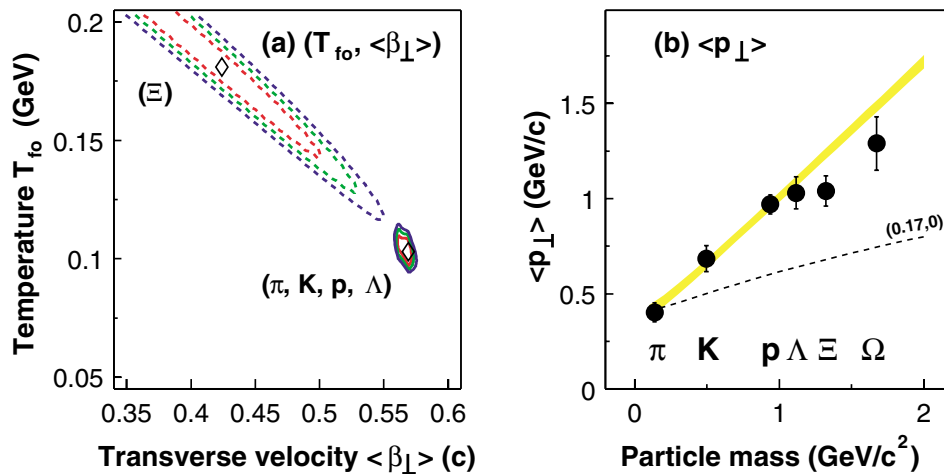 (a) (T_fo, <β⊥>)
(Ξ)
(π, K, p, Λ)
0.2
0.15
0.1
0.05
Temperature T_fo (GeV)
0.35 0.4 0.45 0.5 0.55 0.6
Transverse velocity <β⊥> (c)
(b) <p⊥>
(0.17,0)
π K p Λ Ξ Ω
1.5
1
0.5
0
<p⊥> (GeV/c)
0 1 2
Particle mass (GeV/c²)